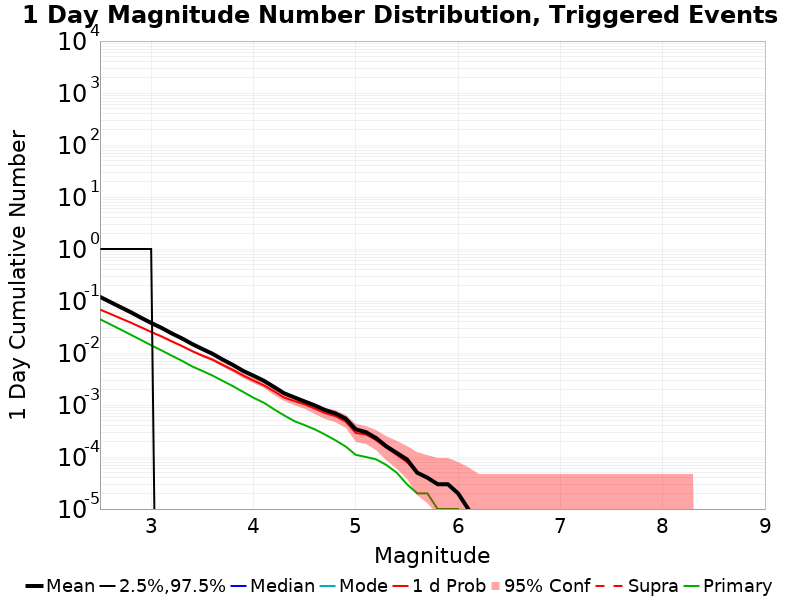 1 Day Magnitude Number Distribution, Triggered Events
10^4
10^3
10^2
10^1
10^0
10^-1
10^-2
10^-3
10^-4
10^-5
1 Day Cumulative Number
3 4 5 6 7 8 9
Magnitude
Mean 2.5%,97.5% Median Mode 1 d Prob 95% Conf Supra Primary